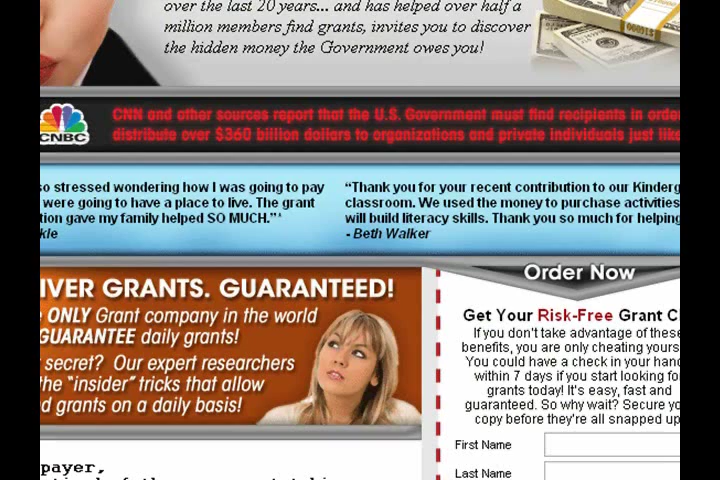 over the last 20 years... and has helped over half a
million members find grants, invites you to discover
the hidden money the Government owes you!
CNBC
CNN and other sources report that the U.S. Government must find recipients in orde
distribute over $360 billion dollars to organizations and private individuals just like
so stressed wondering how I was going to pay
were going to have a place to live. The grant
tion gave my family helped SO MUCH."*
kle
"Thank you for your recent contribution to our Kinderg
classroom. We used the money to purchase activities
will build literacy skills. Thank you so much for helping
- Beth Walker
IVER GRANTS. GUARANTEED!
ONLY Grant company in the world
GUARANTEE daily grants!
secret? Our expert researchers
the "insider" tricks that allow
d grants on a daily basis!
payer,
Order Now
Get Your Risk-Free Grant C
If you don't take advantage of these
benefits, you are only cheating yours
You could have a check in your hand
within 7 days if you start looking for
grants today! It's easy, fast and
guaranteed. So why wait? Secure yo
copy before they're all snapped up
First Name
Last Name